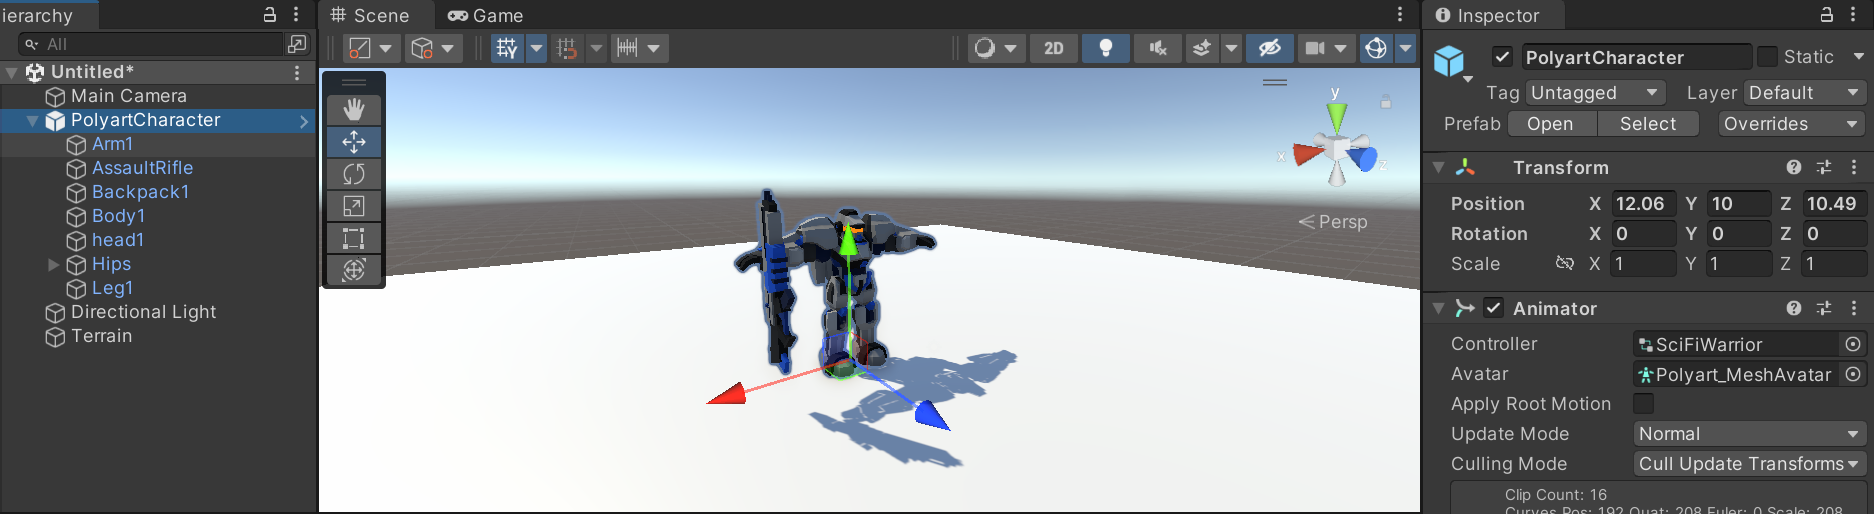 ierarchy
All
Untitled*
Main Camera
PolyartCharacter
Arm1
AssaultRifle
Backpack1
Body1
head1
Hips
Leg1
Directional Light
Terrain
Scene Game
2D
y
x
z
Persp
Inspector
PolyartCharacter Static
Tag Untagged Layer Default
Prefab Open Select Overrides
Transform
Position X 12.06 Y 10 Z 10.49
Rotation X 0 Y 0 Z 0
Scale X 1 Y 1 Z 1
Animator
Controller SciFiWarrior
Avatar Polyart_MeshAvatar
Apply Root Motion
Update Mode Normal
Culling Mode Cull Update Transforms
Clip Count: 16
Curves Pos: 192 Quat: 208 Euler: 0 Scale: 208